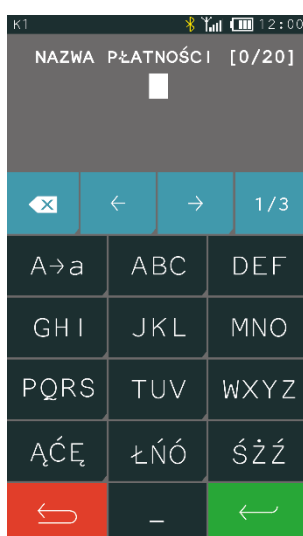 K1 12:00
NAZWA PŁATNOŚCI [0/20]
← → 1/3
A→a ABC DEF
GHI JKL MNO
PQRS TUV WXYZ
ĄĆĘ ŁŃÓ ŚŻŹ
_